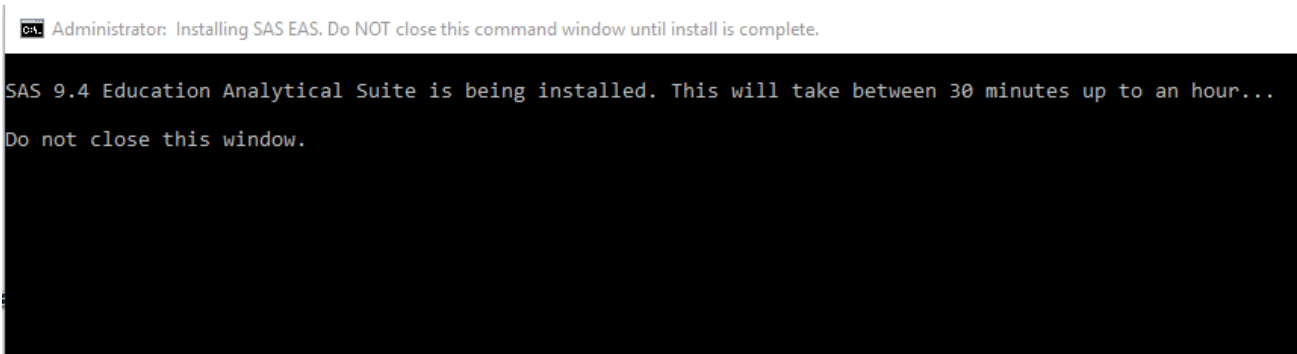 Administrator:  Installing SAS EAS. Do NOT close this command window until install is complete.
SAS 9.4 Education Analytical Suite is being installed. This will take between 30 minutes up to an hour...
Do not close this window.